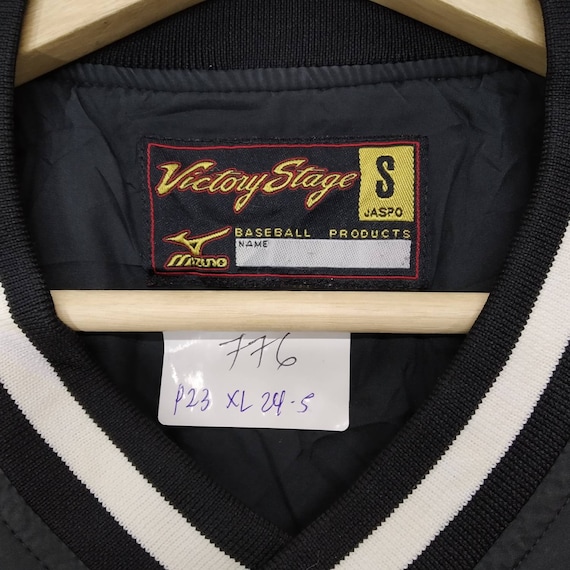 Victory Stage
S
JASPO
BASEBALL PRODUCTS
MIZUNO
NAME
776
P23 XL 24-5